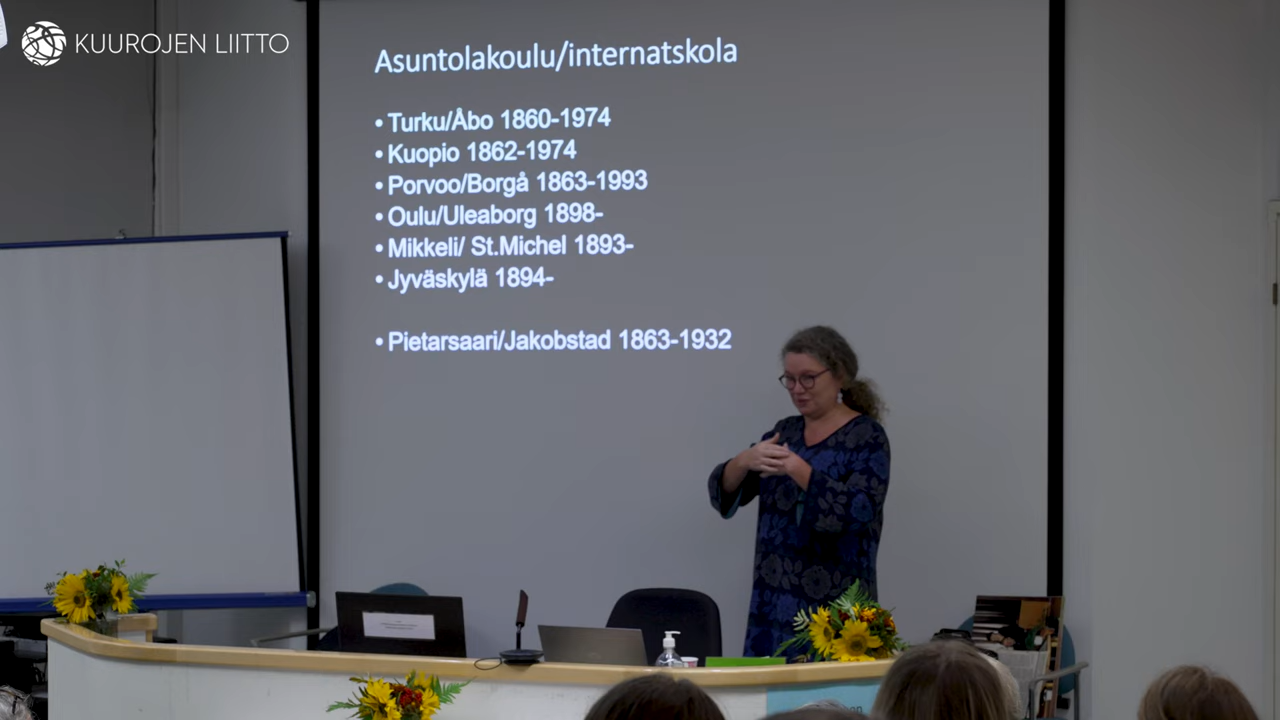 KUUROJEN LIITTO
Asuntolakoulu/internatskola
• Turku/Åbo 1860-1974
• Kuopio 1862-1974
• Porvoo/Borgå 1863-1993
• Oulu/Uleaborg 1898-
• Mikkeli/ St.Michel 1893-
• Jyväskylä 1894-
• Pietarsaari/Jakobstad 1863-1932